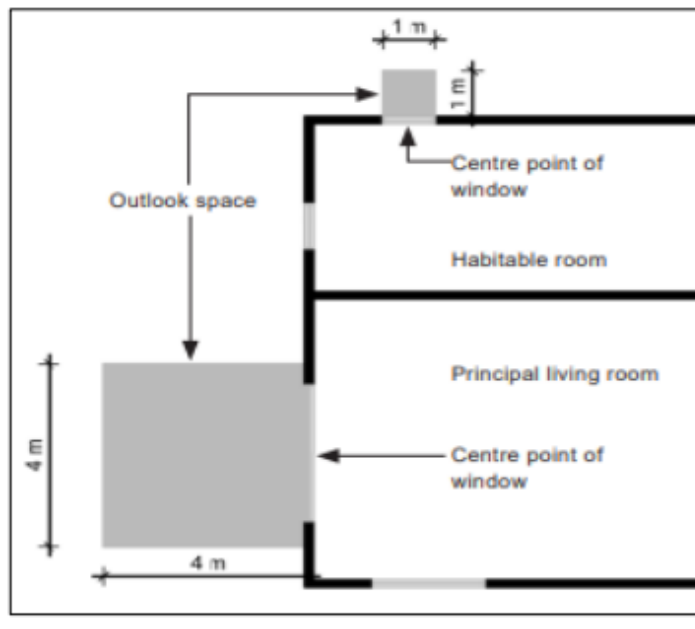 1 m
1 m
Centre point of
window
Outlook space
Habitable room
Principal living room
Centre point of
window
4 m
4 m